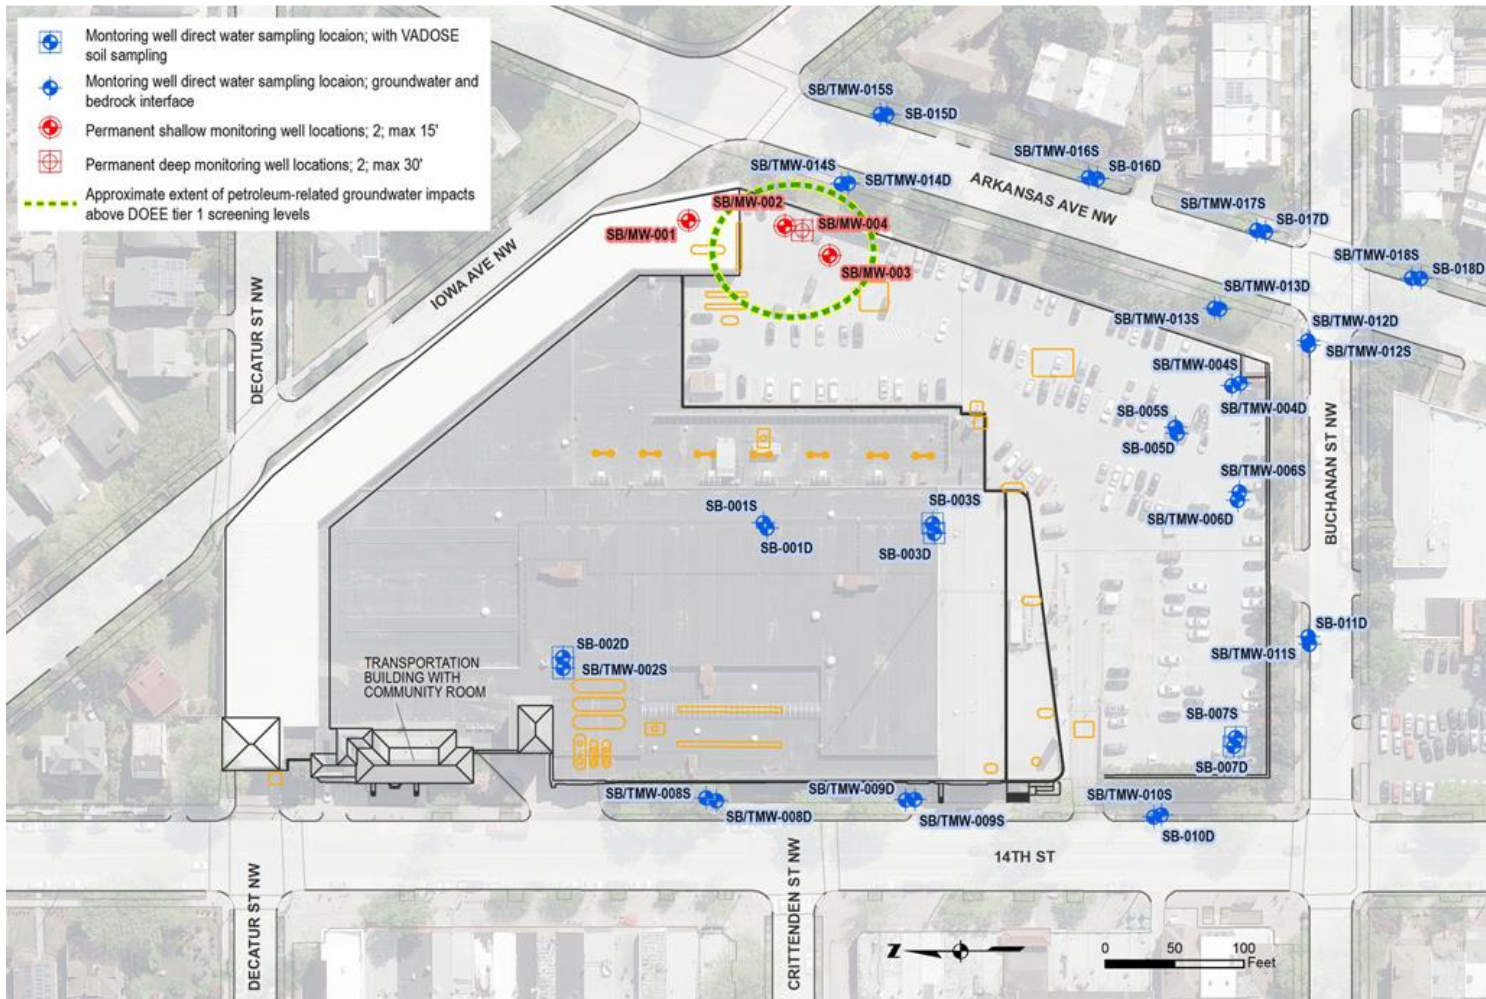 Montoring well direct water sampling locaion; with VADOSE
soil sampling
Montoring well direct water sampling locaion; groundwater and
bedrock interface
Permanent shallow monitoring well locations; 2; max 15'
Permanent deep monitoring well locations; 2; max 30'
Approximate extent of petroleum-related groundwater impacts
above DOEE tier 1 screening levels
SB/TMW-015S
SB-015D
SB/TMW-014S
SB/TMW-014D
SB/TMW-016S
SB-016D
ARKANSAS AVE NW
SB/TMW-017S
SB-017D
SB/TMW-018S
SB-018D
SB/MW-002
SB/MW-001
SB/MW-004
SB/MW-003
IOWA AVE NW
DECATUR ST NW
SB/TMW-013D
SB/TMW-013S
SB/TMW-012D
SB/TMW-012S
SB/TMW-004S
SB/TMW-004D
SB-005S
SB-005D
SB/TMW-006S
SB/TMW-006D
BUCHANAN ST NW
SB-001S
SB-001D
SB-003S
SB-003D
SB-002D
SB/TMW-002S
SB-011D
SB/TMW-011S
TRANSPORTATION
BUILDING WITH
COMMUNITY ROOM
SB-007S
SB-007D
SB/TMW-008S
SB/TMW-008D
SB/TMW-009D
SB/TMW-009S
SB/TMW-010S
SB-010D
14TH ST
DECATUR ST NW
CRITTENDEN ST NW
Z
0 50 100
Feet